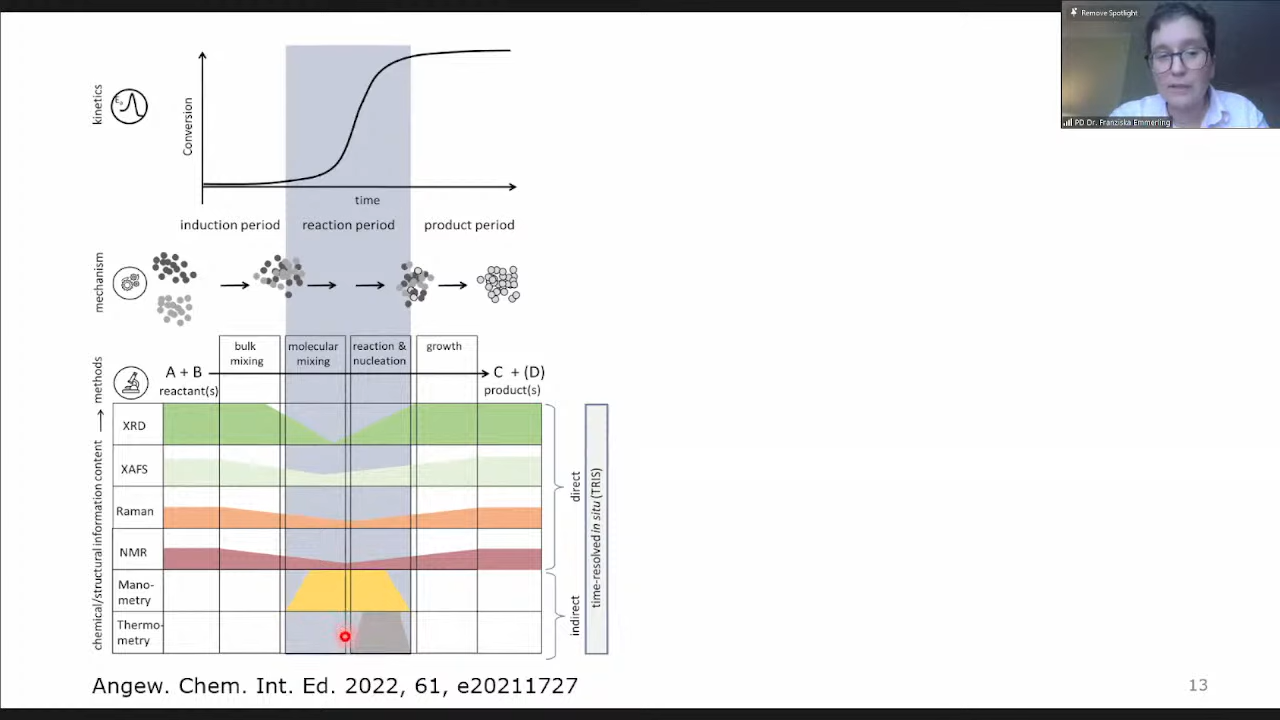 Remove Spotlight
PD Dr. Franziska Emmerling
kinetics
Conversion
time
induction period
reaction period
product period
mechanism
bulk
mixing
molecular
mixing
reaction &
nucleation
growth
methods
A + B
reactant(s)
C + (D)
product(s)
chemical/structural information content
XRD
XAFS
Raman
NMR
Mano-
metry
Thermo-
metry
direct
indirect
time-resolved in situ (TRIS)
Angew. Chem. Int. Ed. 2022, 61, e20211727
13